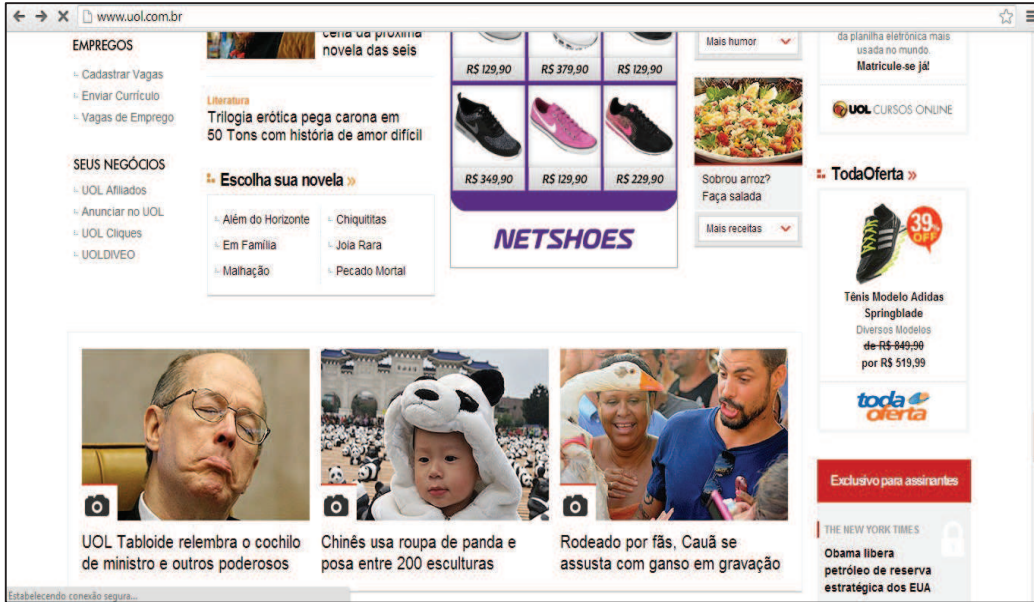 www.uol.com.br
EMPREGOS
Cadastrar Vagas
Enviar Currículo
Vagas de Emprego
SEUS NEGÓCIOS
UOL Afiliados
Anunciar no UOL
UOL Cliques
UOLDIVEO
cena da próxima
novela das seis
Literatura
Trilogia erótica pega carona em
50 Tons com história de amor difícil
Escolha sua novela »
Além do Horizonte
Chiquititas
Em Família
Joia Rara
Malhação
Pecado Mortal
R$ 129,90 R$ 379,90 R$ 129,90
R$ 349,90 R$ 129,90 R$ 229,90
NETSHOES
Mais humor
Sobrou arroz?
Faça salada
Mais receitas
da planilha eletrônica mais
usada no mundo.
Matricule-se já!
UOL CURSOS ONLINE
TodaOferta »
39%
OFF
Tênis Modelo Adidas
Springblade
Diversos Modelos
de R$ 849,90
por R$ 519,99
toda
oferta
UOL Tabloide relembra o cochilo
de ministro e outros poderosos
Chinês usa roupa de panda e
posa entre 200 esculturas
Rodeado por fãs, Cauã se
assusta com ganso em gravação
Exclusivo para assinantes
THE NEW YORK TIMES
Obama libera
petróleo de reserva
estratégica dos EUA
Estabelecendo conexão segura...